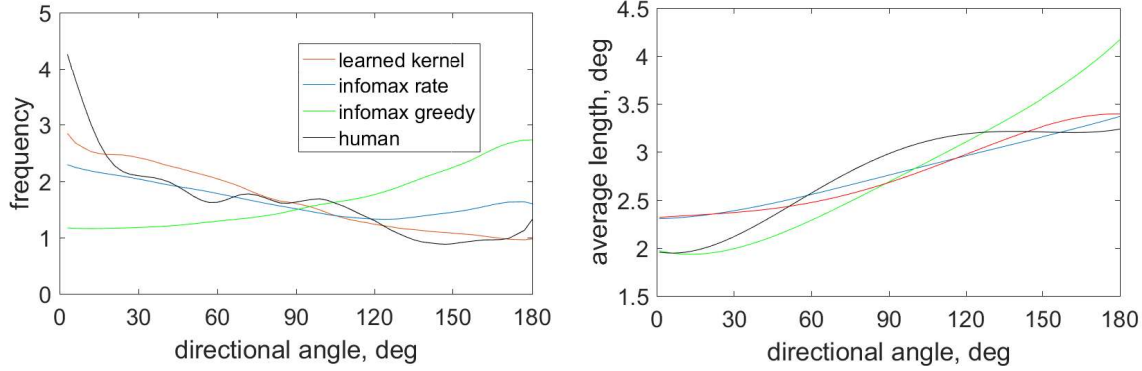 5
4
3
2
1
0
frequency
0 30 60 90 120 150 180
directional angle, deg
learned kernel
infomax rate
infomax greedy
human
4.5
4
3.5
3
2.5
2
1.5
average length, deg
0 30 60 90 120 150 180
directional angle, deg